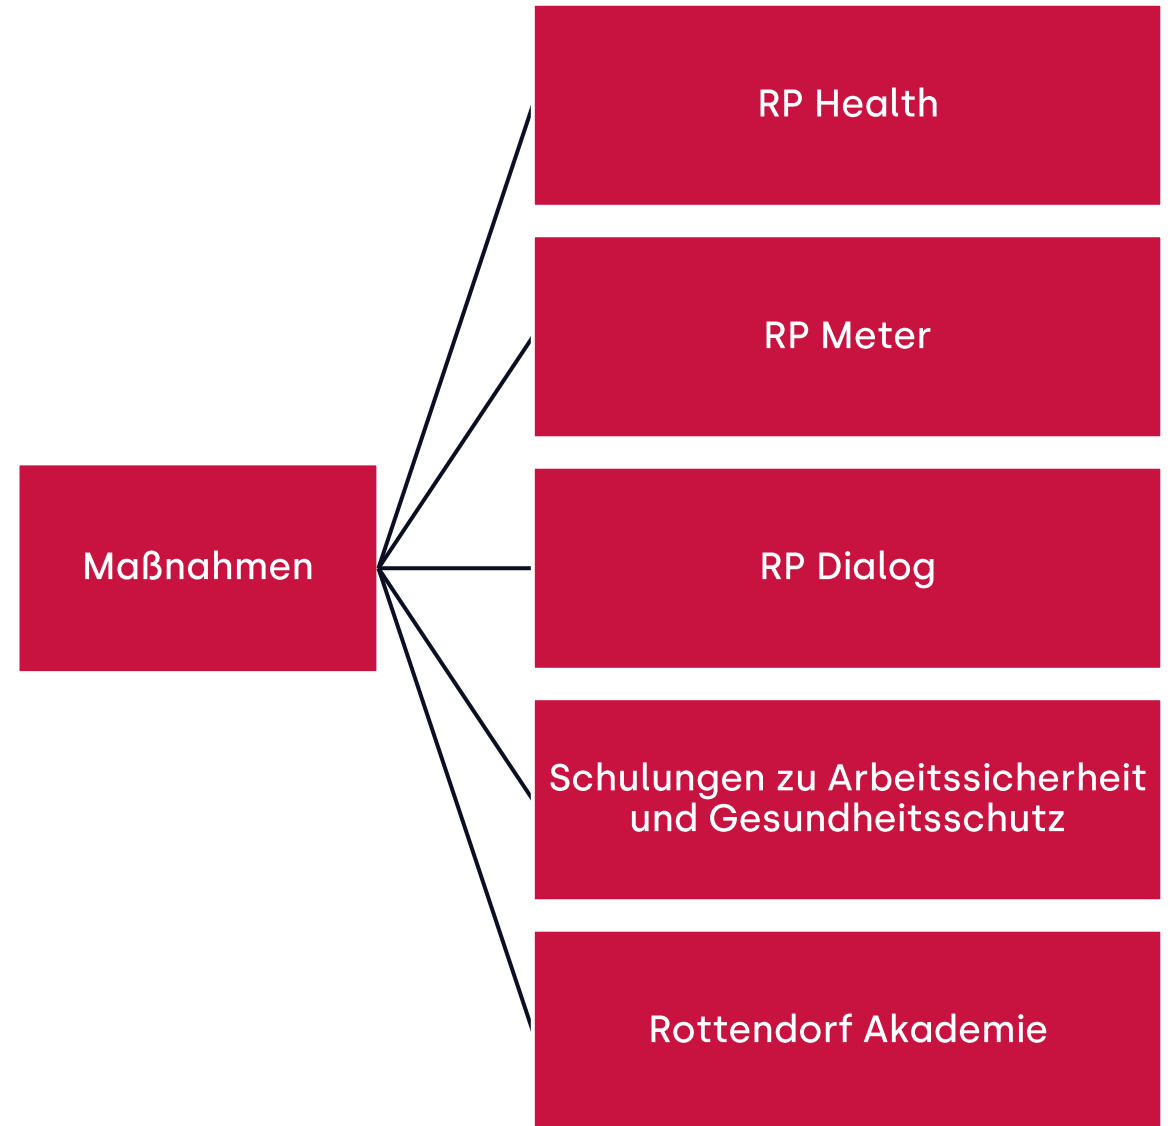 RP Health
RP Meter
Maßnahmen
RP Dialog
Schulungen zu Arbeitssicherheit
und Gesundheitsschutz
Rottendorf Akademie